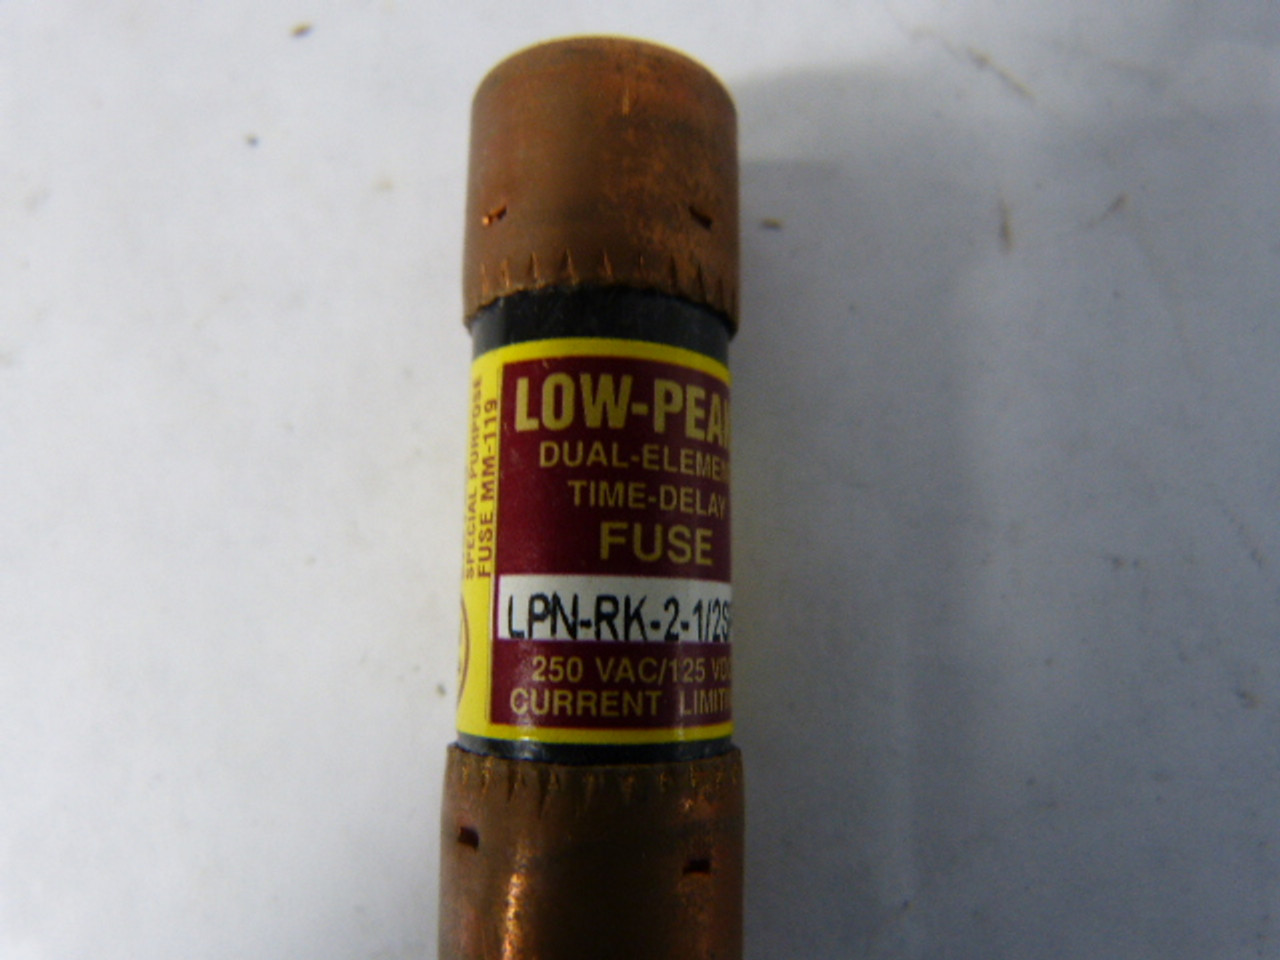 LOW-PEA
DUAL-ELEMEN
TIME-DELAY
FUSE
LPN-RK-2-1/2S
250 VAC/125 VD
CURRENT LIMITI
SPECIAL PURPOSE
FUSE MM-119